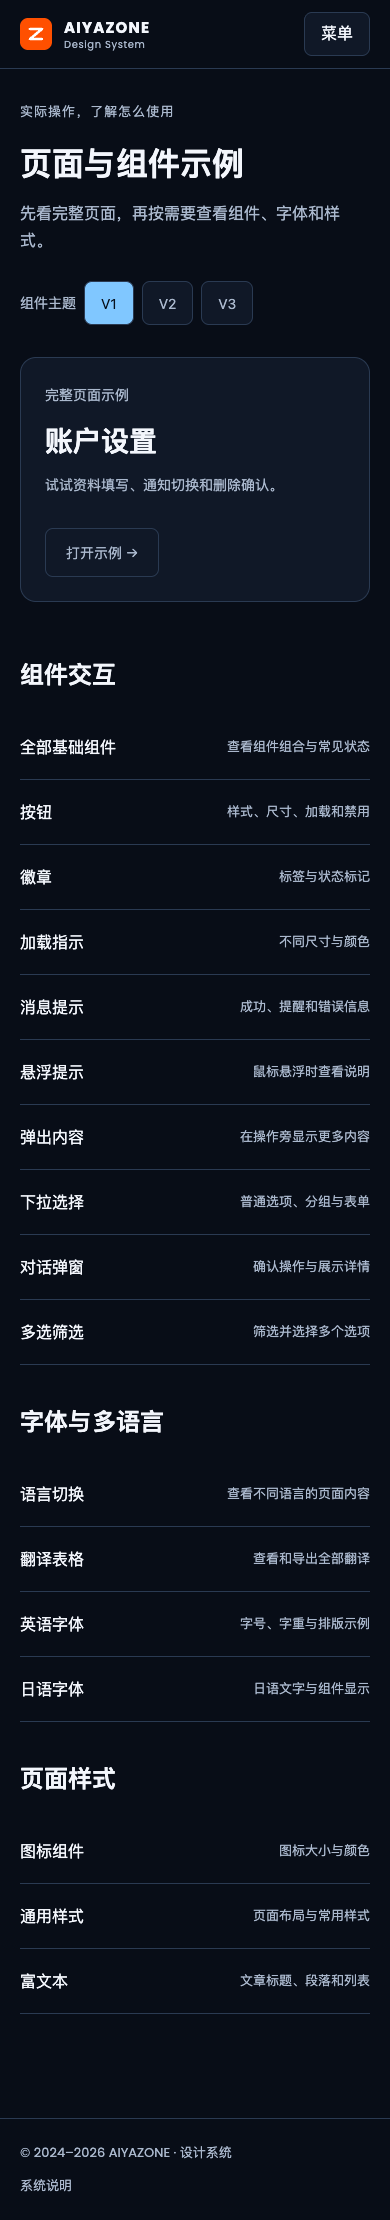 AIYAZONE
Design System
菜单
实际操作，了解怎么使用
页面与组件示例
先看完整页面，再按需要查看组件、字体和样
式。
组件主题 V1 V2 V3
完整页面示例
账户设置
试试资料填写、通知切换和删除确认。
打开示例 →
组件交互
全部基础组件 查看组件组合与常见状态
按钮 样式、尺寸、加载和禁用
徽章 标签与状态标记
加载指示 不同尺寸与颜色
消息提示 成功、提醒和错误信息
悬浮提示 鼠标悬浮时查看说明
弹出内容 在操作旁显示更多内容
下拉选择 普通选项、分组与表单
对话弹窗 确认操作与展示详情
多选筛选 筛选并选择多个选项
字体与多语言
语言切换 查看不同语言的页面内容
翻译表格 查看和导出全部翻译
英语字体 字号、字重与排版示例
日语字体 日语文字与组件显示
页面样式
图标组件 图标大小与颜色
通用样式 页面布局与常用样式
富文本 文章标题、段落和列表
© 2024–2026 AIYAZONE · 设计系统
系统说明